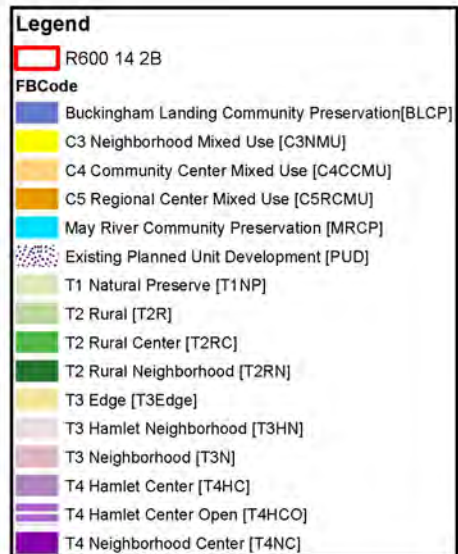 Legend
R600 14 2B
FBCode
Buckingham Landing Community Preservation[BLCP]
C3 Neighborhood Mixed Use [C3NMU]
C4 Community Center Mixed Use [C4CCMU]
C5 Regional Center Mixed Use [C5RCMU]
May River Community Preservation [MRCP]
Existing Planned Unit Development [PUD]
T1 Natural Preserve [T1NP]
T2 Rural [T2R]
T2 Rural Center [T2RC]
T2 Rural Neighborhood [T2RN]
T3 Edge [T3Edge]
T3 Hamlet Neighborhood [T3HN]
T3 Neighborhood [T3N]
T4 Hamlet Center [T4HC]
T4 Hamlet Center Open [T4HCO]
T4 Neighborhood Center [T4NC]